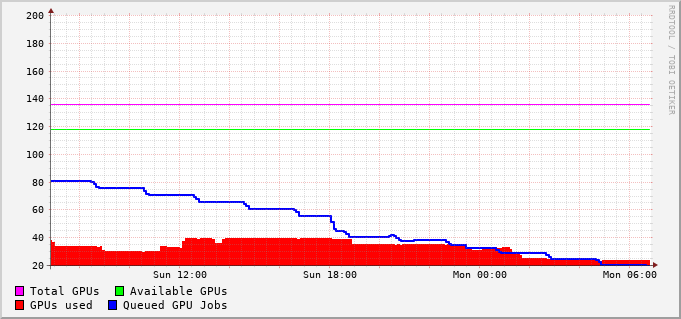 200
180
160
140
120
100
80
60
40
20
Sun 12:00 Sun 18:00 Mon 00:00 Mon 06:00
Total GPUs Available GPUs
GPUs used Queued GPU Jobs
RRDTOOL / TOBI OETIKER